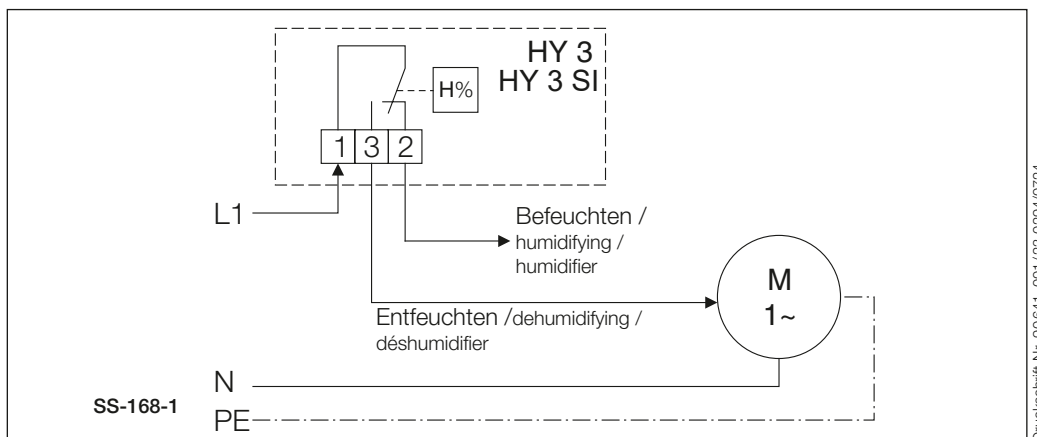 HY 3
HY 3 SI
H%
1 3 2
L1
Befeuchten /
humidifying /
humidifier
M
1~
Entfeuchten /dehumidifying /
déshumidifier
N
SS-168-1
PE